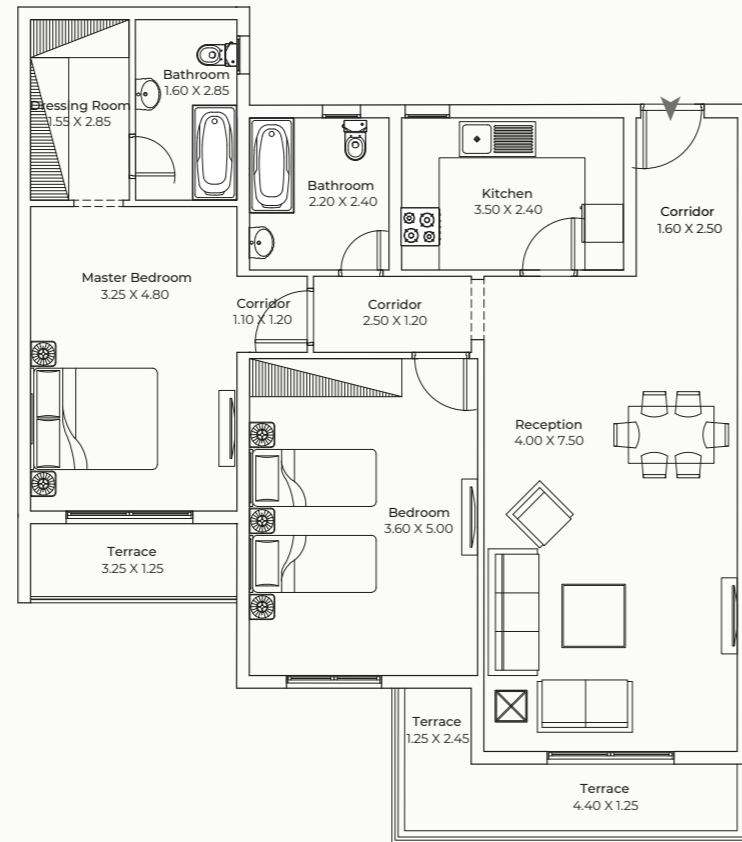 Bathroom
1.60 X 2.85
Dressing Room
1.55 X 2.85
Bathroom
2.20 X 2.40
Kitchen
3.50 X 2.40
Corridor
1.60 X 2.50
Master Bedroom
3.25 X 4.80
Corridor
1.10 X 1.20
Corridor
2.50 X 1.20
Reception
4.00 X 7.50
Bedroom
3.60 X 5.00
Terrace
3.25 X 1.25
Terrace
1.25 X 2.45
Terrace
4.40 X 1.25